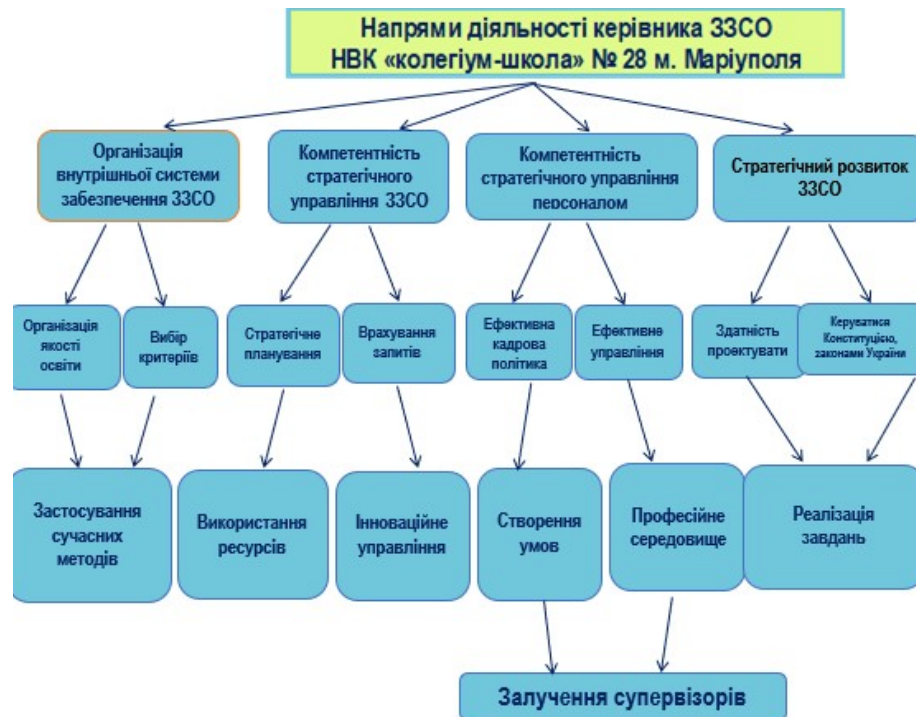 Напрями діяльності керівника ЗЗСО
НВК «колегіум-школа» № 28 м. Маріуполя
Організація
внутрішньої системи
забезпечення ЗЗСО
Компетентність
стратегічного
управління ЗЗСО
Компетентність
стратегічного управління
персоналом
Стратегічний розвиток
ЗЗСО
Організація
якості
освіти
Вибір
критеріїв
Стратегічне
планування
Врахування
запитів
Ефективна
кадрова
політика
Ефективне
управління
Здатність
проектувати
Керуватися
Конституцією,
законами України
Застосування
сучасних
методів
Використання
ресурсів
Інноваційне
управління
Створення
умов
Професійне
середовище
Реалізація
завдань
Залучення супервізорів